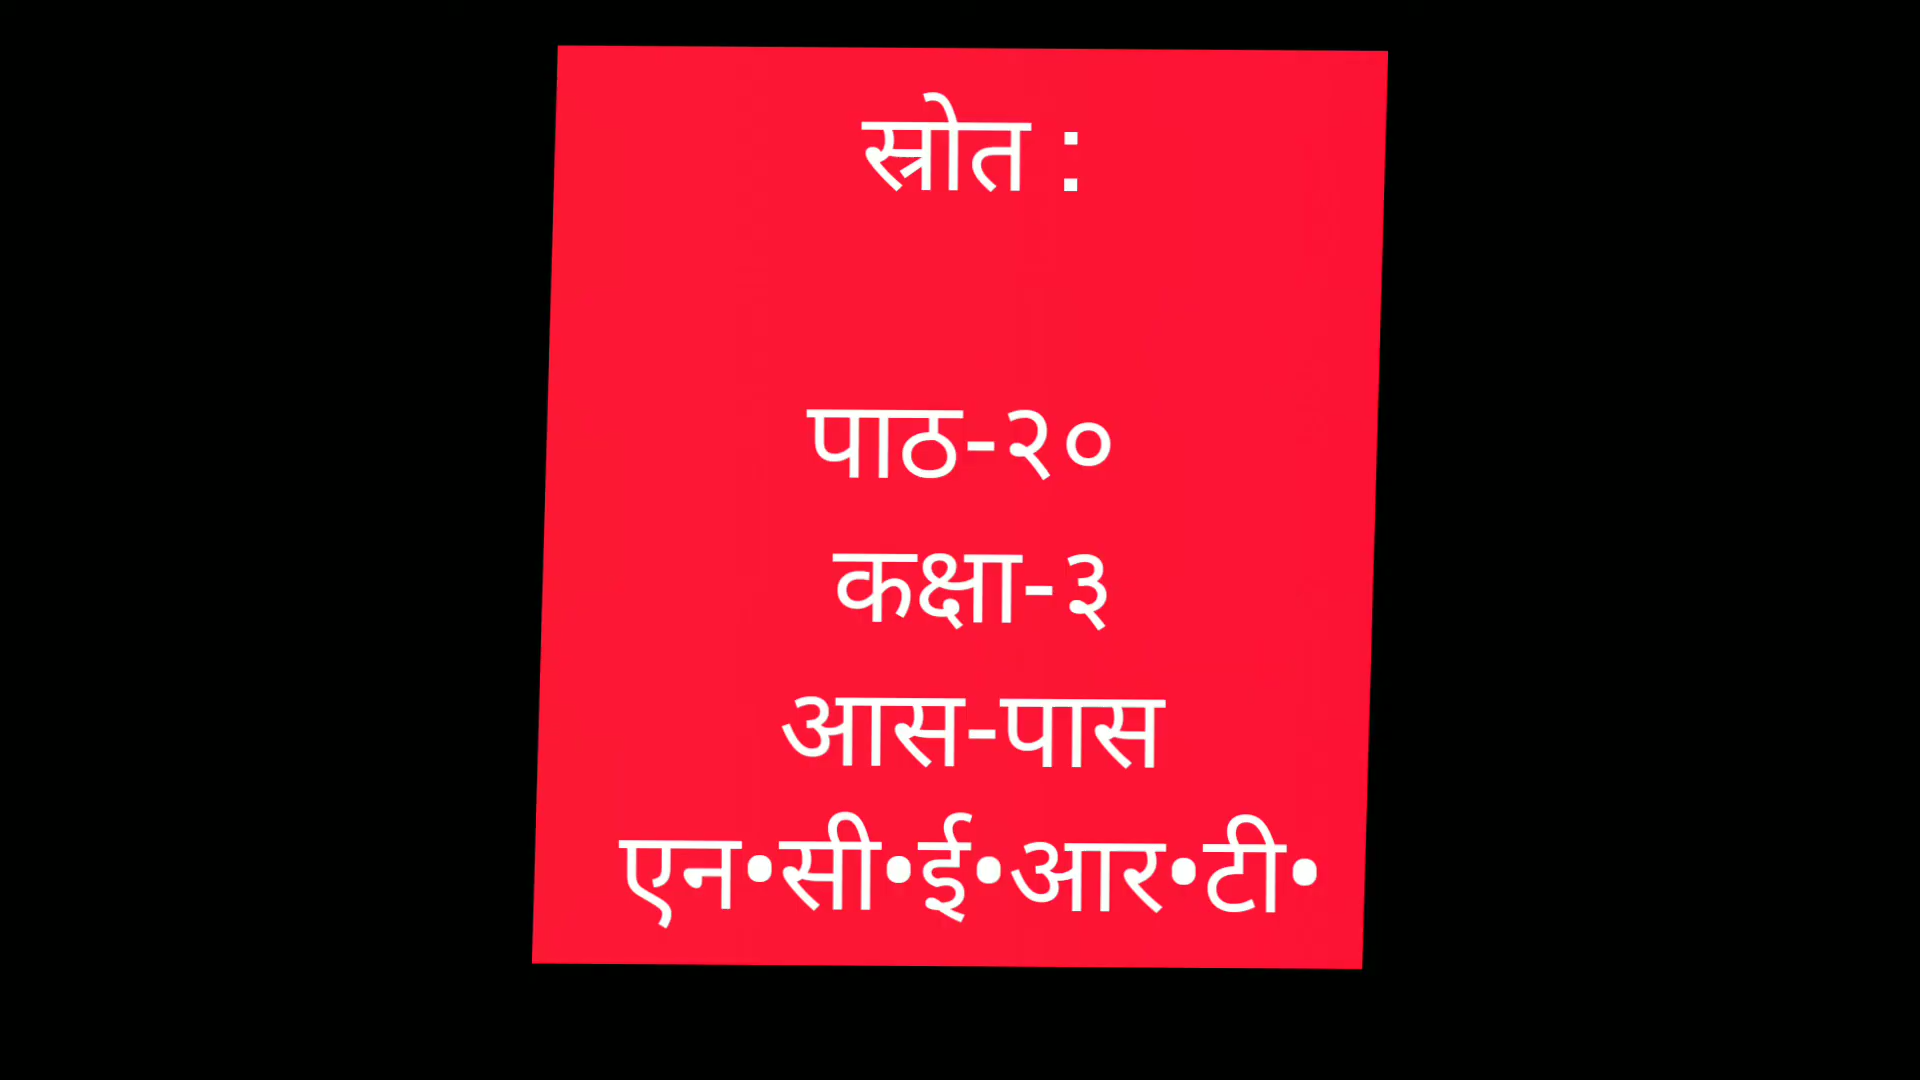 स्रोत :
पाठ-२०
कक्षा-३
आस-पास
एन•सी•ई•आर•टी•